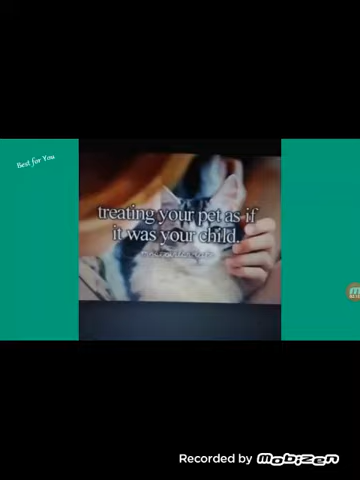 Best for You
treating your pet as if
it was your child.
Recorded by MOBIZEN